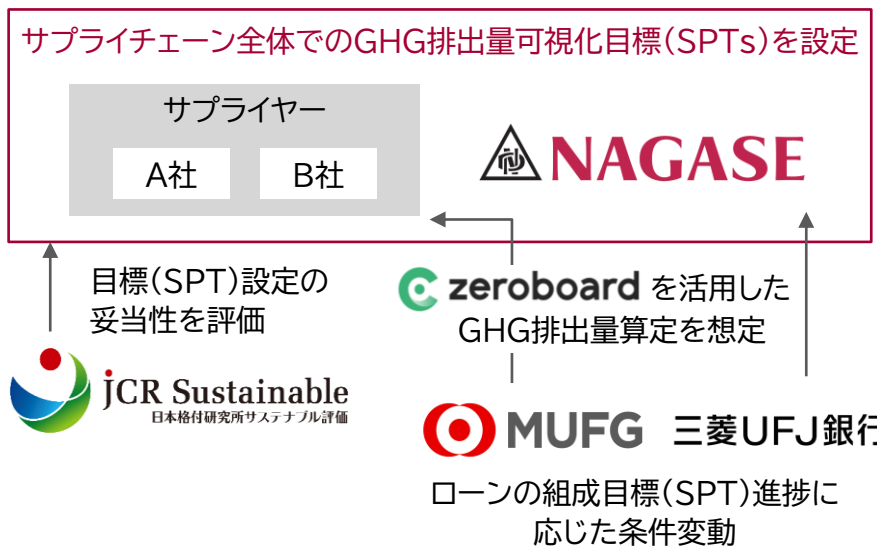 サプライチェーン全体でのGHG排出量可視化目標(SPTs)を設定
サプライヤー
A社
B社
NAGASE
目標(SPT)設定の
妥当性を評価
zeroboard を活用した
GHG排出量算定を想定
JCR Sustainable
日本格付研究所サステナブル評価
MUFG 三菱UFJ銀行
ローンの組成目標(SPT)進捗に
応じた条件変動